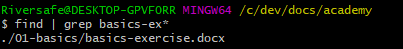 Riversafe@DESKTOP-GPVFORR MINGW64 /c/dev/docs/academy
$ find | grep basics-ex*
./01-basics/basics-exercise.docx